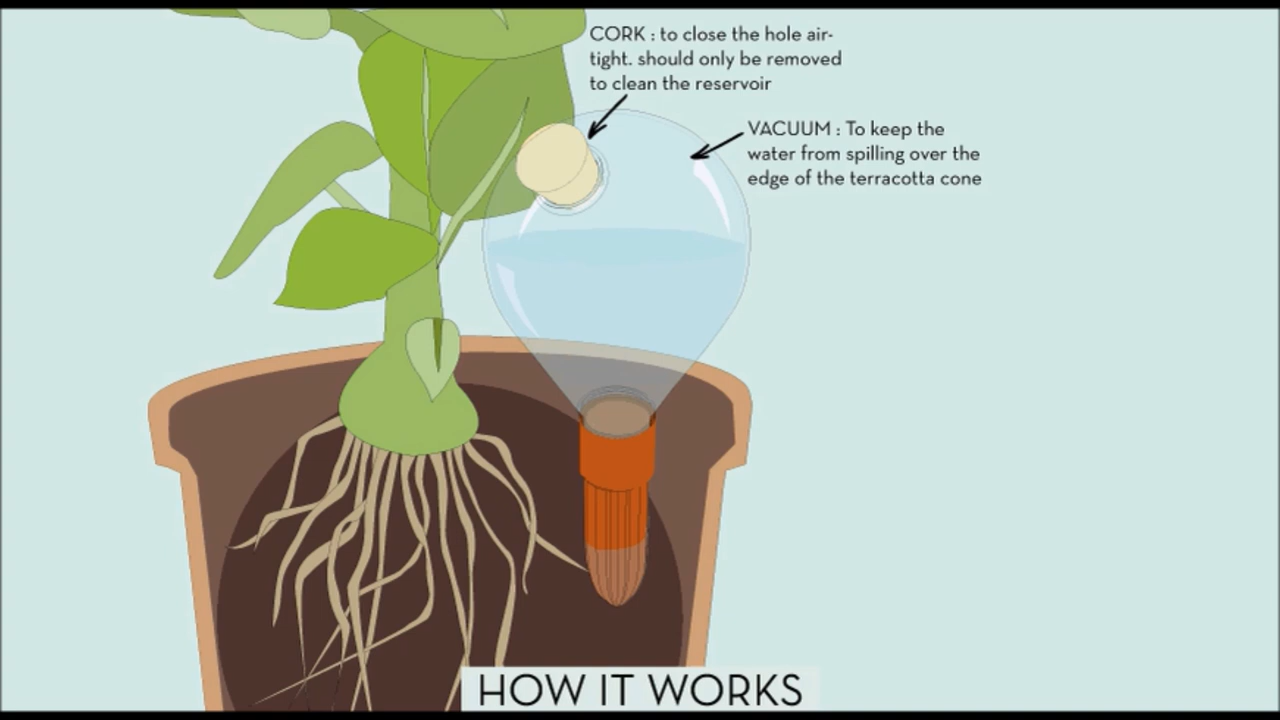 CORK : to close the hole air-
tight. should only be removed
to clean the reservoir
VACUUM : To keep the
water from spilling over the
edge of the terracotta cone
HOW IT WORKS